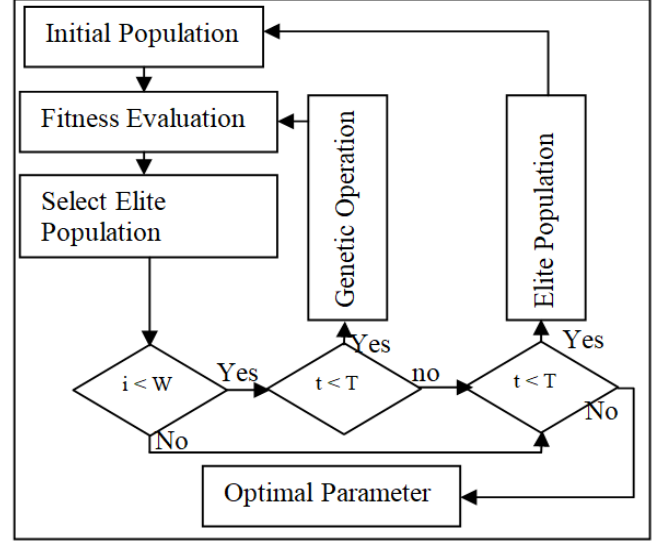 Initial Population
Fitness Evaluation
Select Elite
Population
Genetic Operation
Elite Population
i < W
Yes
No
t < T
Yes
no
t < T
Yes
No
Optimal Parameter